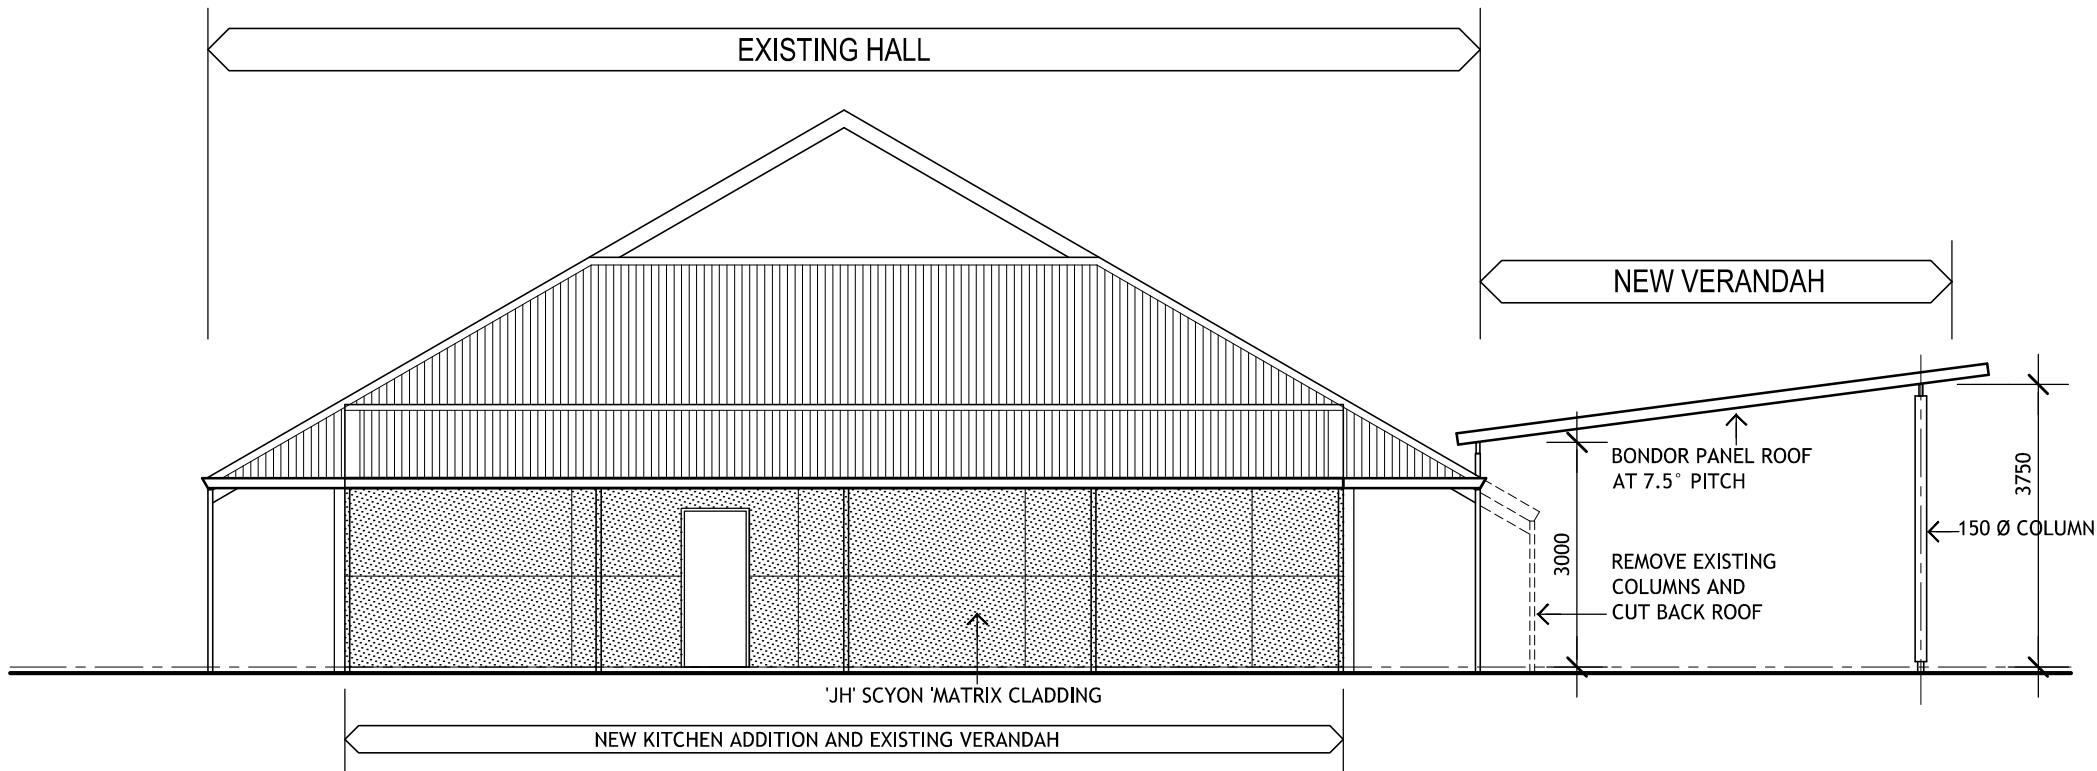 EXISTING HALL
NEW VERANDAH
BONDOR PANEL ROOF
AT 7.5° PITCH
3750
150 Ø COLUMN
3000
REMOVE EXISTING
COLUMNS AND
CUT BACK ROOF
'JH' SCYON 'MATRIX CLADDING
NEW KITCHEN ADDITION AND EXISTING VERANDAH